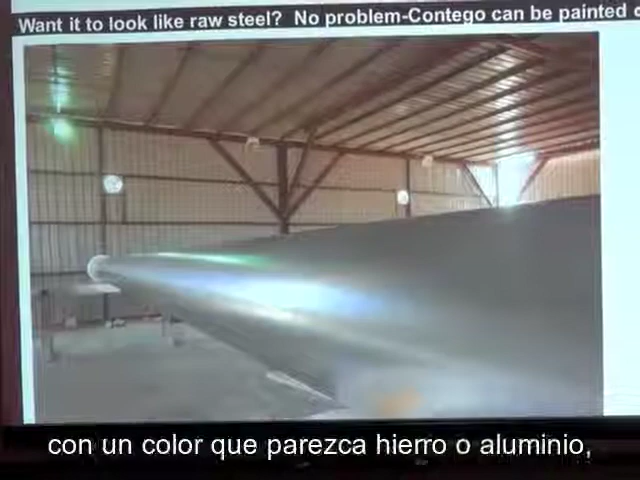 Want it to look like raw steel? No problem-Contego can be painted
con un color que parezca hierro o aluminio,